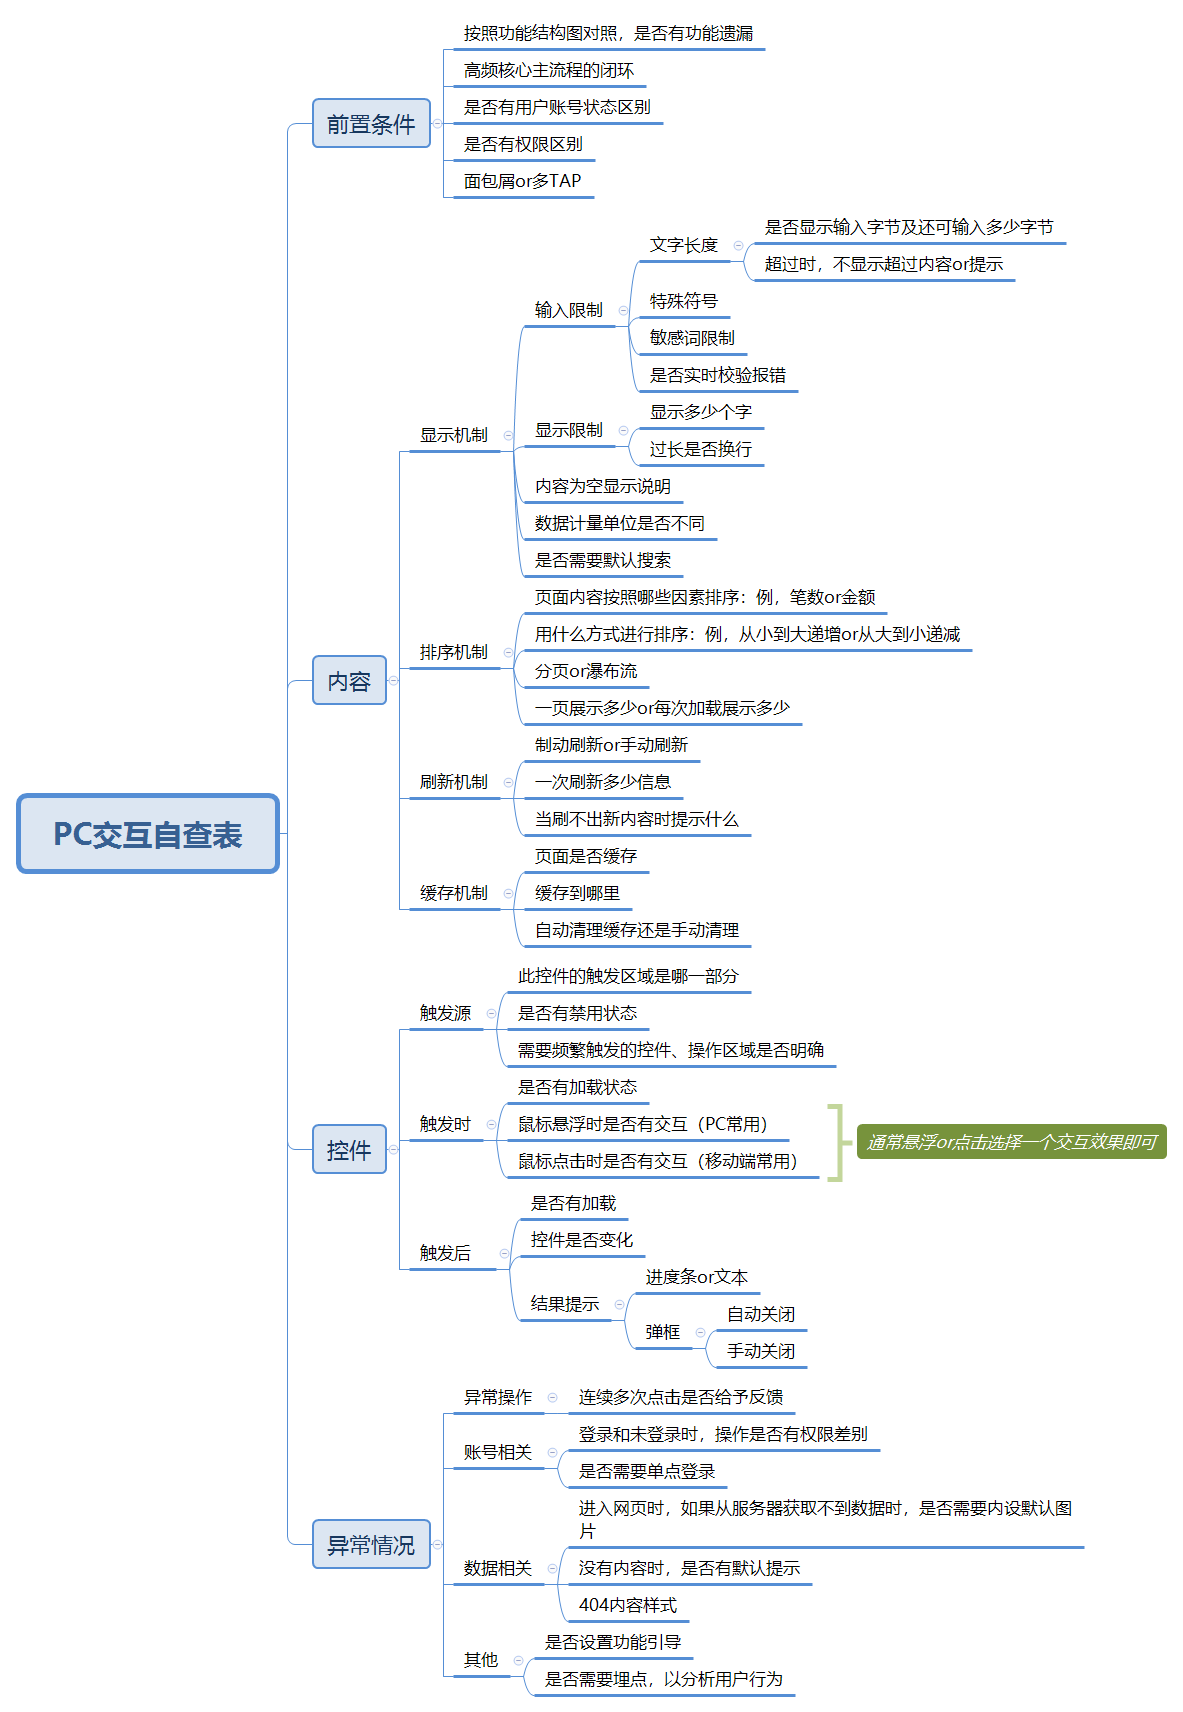 PC交互自查表
前置条件
按照功能结构图对照，是否有功能遗漏
高频核心主流程的闭环
是否有用户账号状态区别
是否有权限区别
面包屑or多TAP
内容
显示机制
输入限制
文字长度
是否显示输入字节及还可输入多少字节
超过时，不显示超过内容or提示
特殊符号
敏感词限制
是否实时校验报错
显示限制
显示多少个字
过长是否换行
内容为空显示说明
数据计量单位是否不同
是否需要默认搜索
排序机制
页面内容按照哪些因素排序：例，笔数or金额
用什么方式进行排序：例，从小到大递增or从大到小递减
分页or瀑布流
一页展示多少or每次加载展示多少
刷新机制
制动刷新or手动刷新
一次刷新多少信息
当刷不出新内容时提示什么
缓存机制
页面是否缓存
缓存到哪里
自动清理缓存还是手动清理
控件
触发源
此控件的触发区域是哪一部分
是否有禁用状态
需要频繁触发的控件、操作区域是否明确
触发时
是否有加载状态
鼠标悬浮时是否有交互（PC常用）
鼠标点击时是否有交互（移动端常用）
通常悬浮or点击选择一个交互效果即可
触发后
是否有加载
控件是否变化
结果提示
进度条or文本
弹框
自动关闭
手动关闭
异常情况
异常操作
连续多次点击是否给予反馈
账号相关
登录和未登录时，操作是否有权限差别
是否需要单点登录
数据相关
进入网页时，如果从服务器获取不到数据时，是否需要内设默认图
片
没有内容时，是否有默认提示
404内容样式
其他
是否设置功能引导
是否需要埋点，以分析用户行为